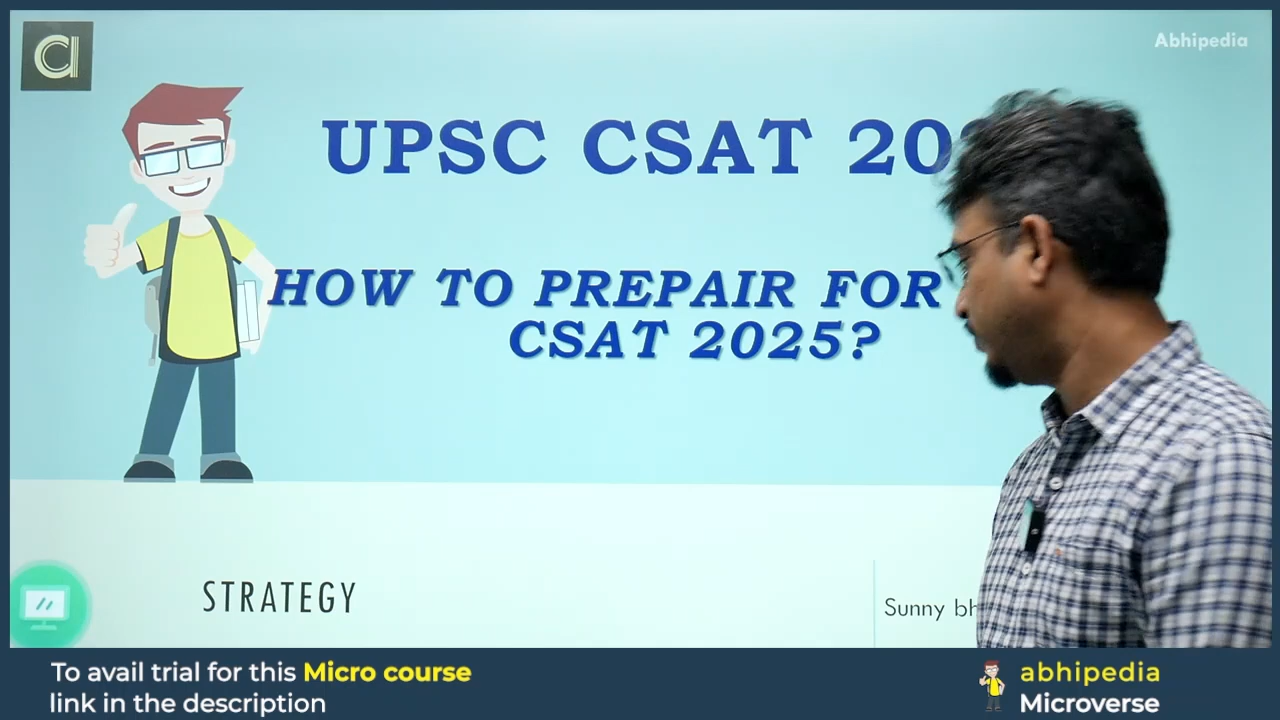 Abhipedia
UPSC CSAT 20
HOW TO PREPAIR FOR
CSAT 2025?
STRATEGY
Sunny
To avail trial for this Micro course
link in the description
abhipedia
Microverse